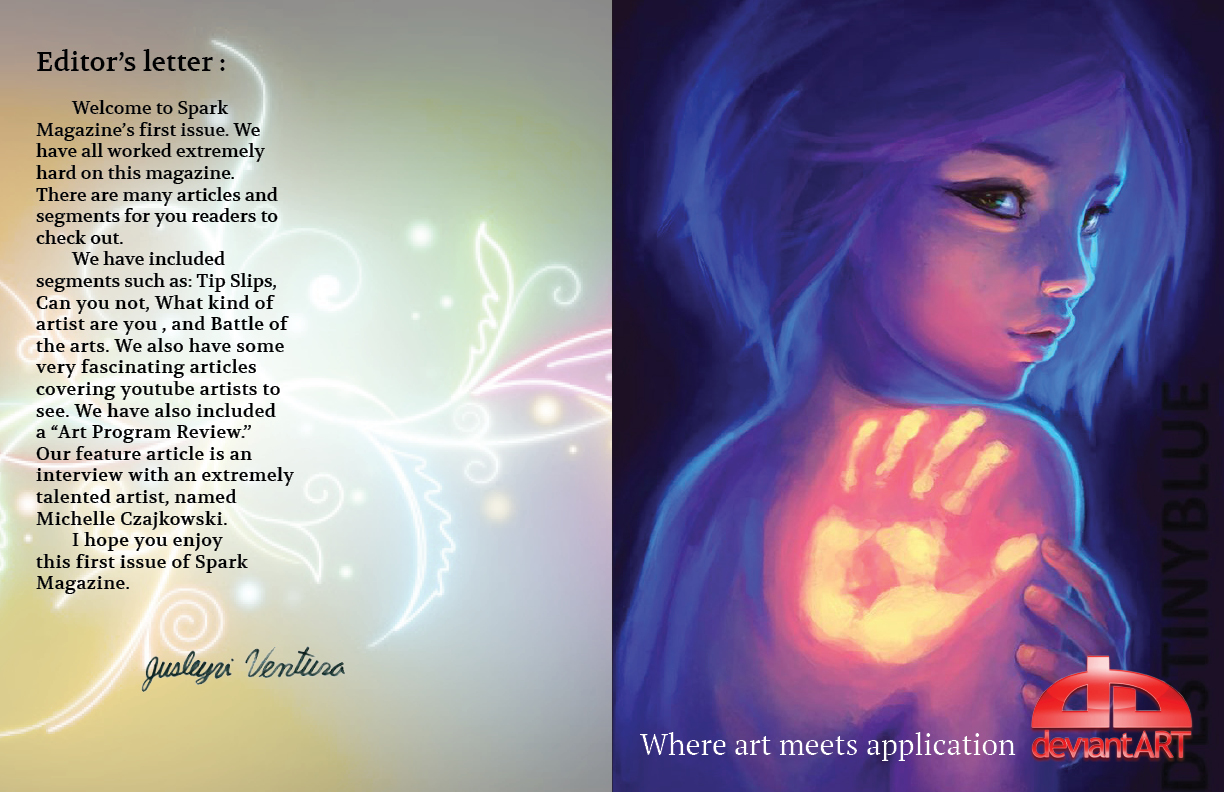 Editor's letter :
Welcome to Spark
Magazine's first issue. We
have all worked extremely
hard on this magazine.
There are many articles and
segments for you readers to
check out.
We have included
segments such as: Tip Slips,
Can you not, What kind of
artist are you , and Battle of
the arts. We also have some
very fascinating articles
covering youtube artists to
see. We have also included
a “Art Program Review.”
Our feature article is an
interview with an extremely
talented artist, named
Michelle Czajkowski.
I hope you enjoy
this first issue of Spark
Magazine.
Jusleyri Ventura
DESTINYBLUE
Where art meets application
deviantART